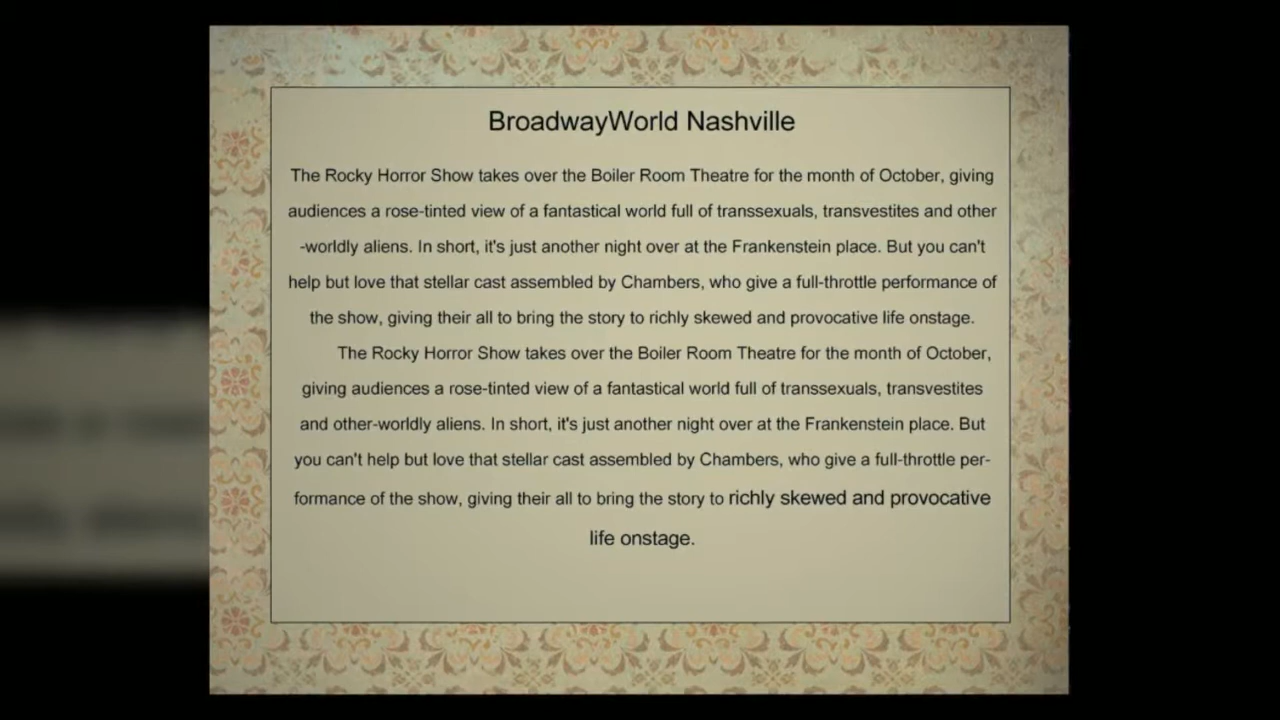 BroadwayWorld Nashville
The Rocky Horror Show takes over the Boiler Room Theatre for the month of October, giving
audiences a rose-tinted view of a fantastical world full of transsexuals, transvestites and other
-worldly aliens. In short, it's just another night over at the Frankenstein place. But you can't
help but love that stellar cast assembled by Chambers, who give a full-throttle performance of
the show, giving their all to bring the story to richly skewed and provocative life onstage.
The Rocky Horror Show takes over the Boiler Room Theatre for the month of October,
giving audiences a rose-tinted view of a fantastical world full of transsexuals, transvestites
and other-worldly aliens. In short, it's just another night over at the Frankenstein place. But
you can't help but love that stellar cast assembled by Chambers, who give a full-throttle per-
formance of the show, giving their all to bring the story to richly skewed and provocative
life onstage.